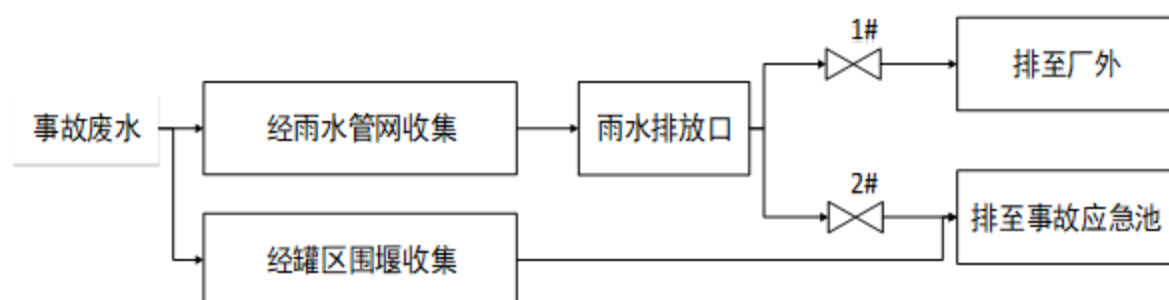 1#
排至厂外
事故废水
经雨水管网收集
雨水排放口
2#
排至事故应急池
经罐区围堰收集